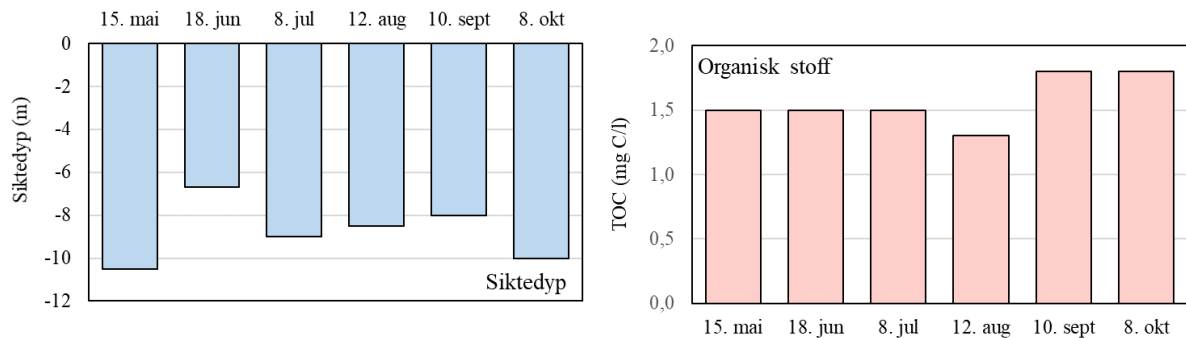 15. mai 18. jun 8. jul 12. aug 10. sept 8. okt
0
-2
-4
-6
-8
-10
-12
Siktedyp (m)
Siktedyp
2,0
1,5
1,0
0,5
0,0
TOC (mg C/l)
Organisk stoff
15. mai 18. jun 8. jul 12. aug 10. sept 8. okt